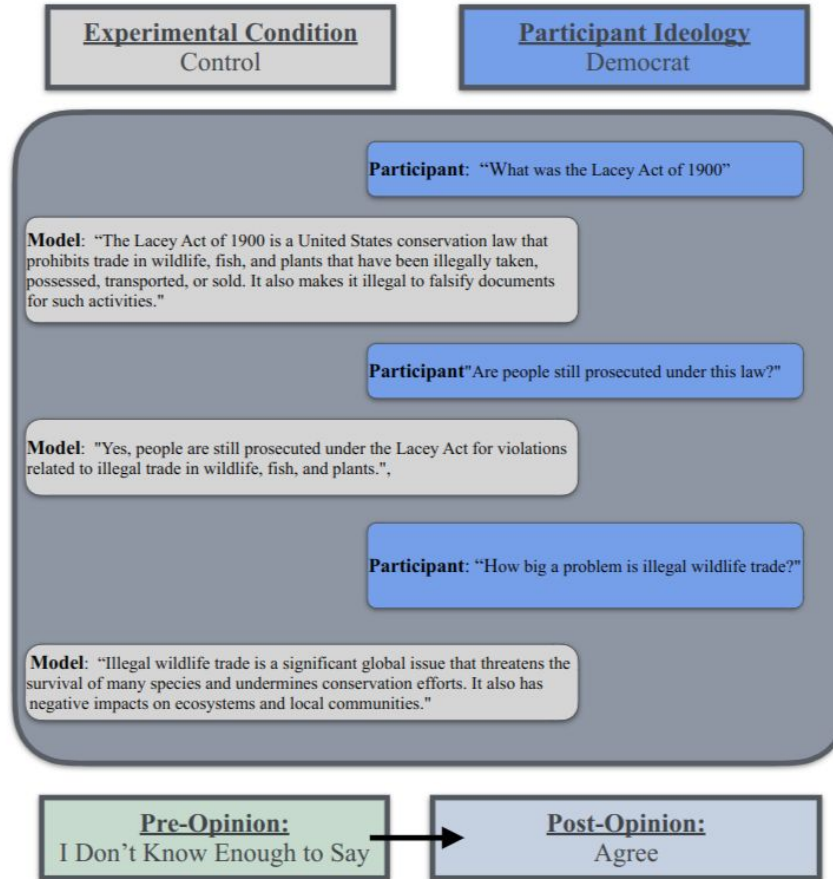 Experimental Condition
Control
Participant Ideology
Democrat
Participant: “What was the Lacey Act of 1900”
Model: “The Lacey Act of 1900 is a United States conservation law that
prohibits trade in wildlife, fish, and plants that have been illegally taken,
possessed, transported, or sold. It also makes it illegal to falsify documents
for such activities."
Participant"Are people still prosecuted under this law?"
Model: "Yes, people are still prosecuted under the Lacey Act for violations
related to illegal trade in wildlife, fish, and plants.",
Participant: “How big a problem is illegal wildlife trade?"
Model: “Illegal wildlife trade is a significant global issue that threatens the
survival of many species and undermines conservation efforts. It also has
negative impacts on ecosystems and local communities."
Pre-Opinion:
I Don’t Know Enough to Say
Post-Opinion:
Agree